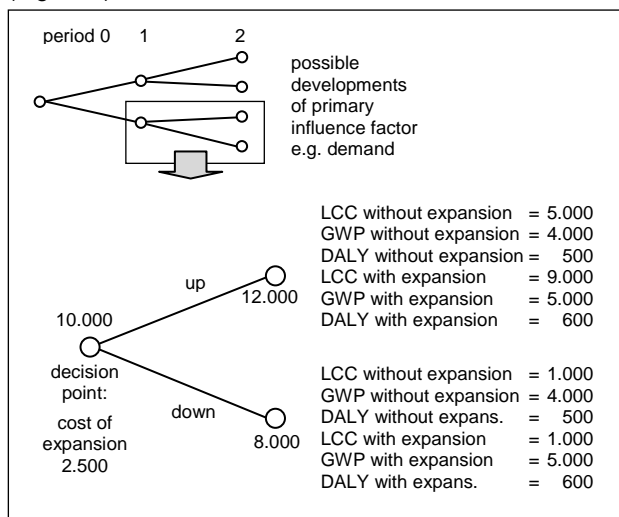 period 0 1 2
possible
developments
of primary
influence factor
e.g. demand
LCC without expansion = 5.000
GWP without expansion = 4.000
DALY without expansion = 500
LCC with expansion = 9.000
GWP with expansion = 5.000
DALY with expansion = 600
up
12.000
10.000
decision
point:
cost of
expansion
2.500
down
8.000
LCC without expansion = 1.000
GWP without expansion = 4.000
DALY without expans. = 500
LCC with expansion = 1.000
GWP with expansion = 5.000
DALY with expans. = 600